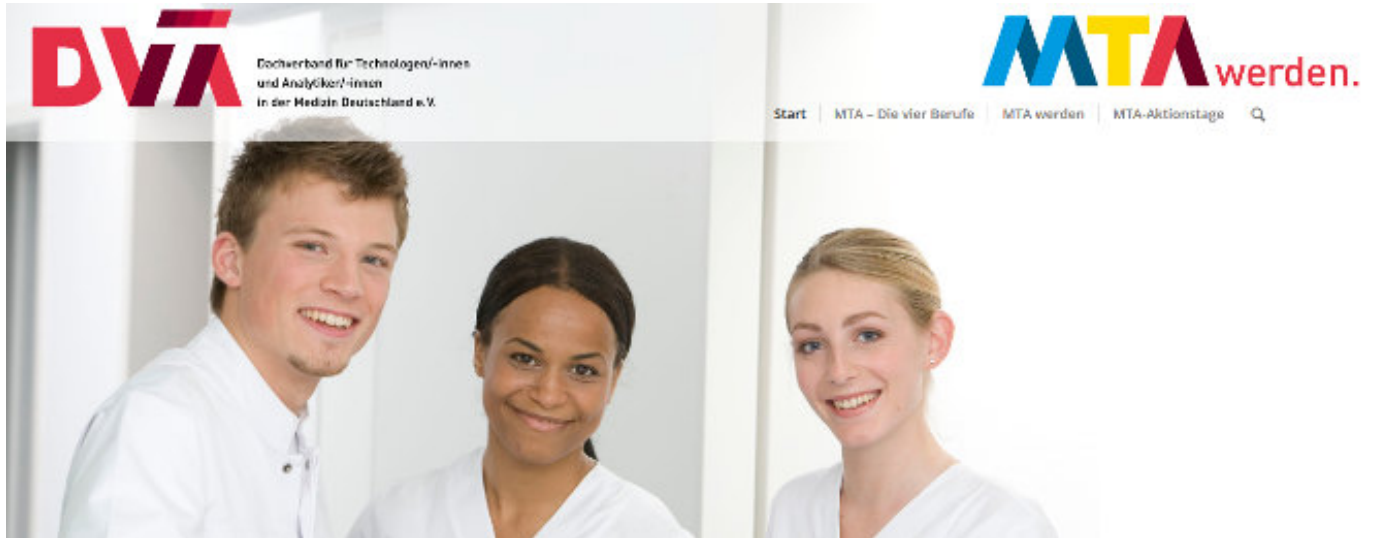 DVTA
Dachverband für Technologen/-innen
und Analytiker/-innen
in der Medizin Deutschland e.V.
MTA werden.
Start MTA – Die vier Berufe MTA werden MTA-Aktionstage